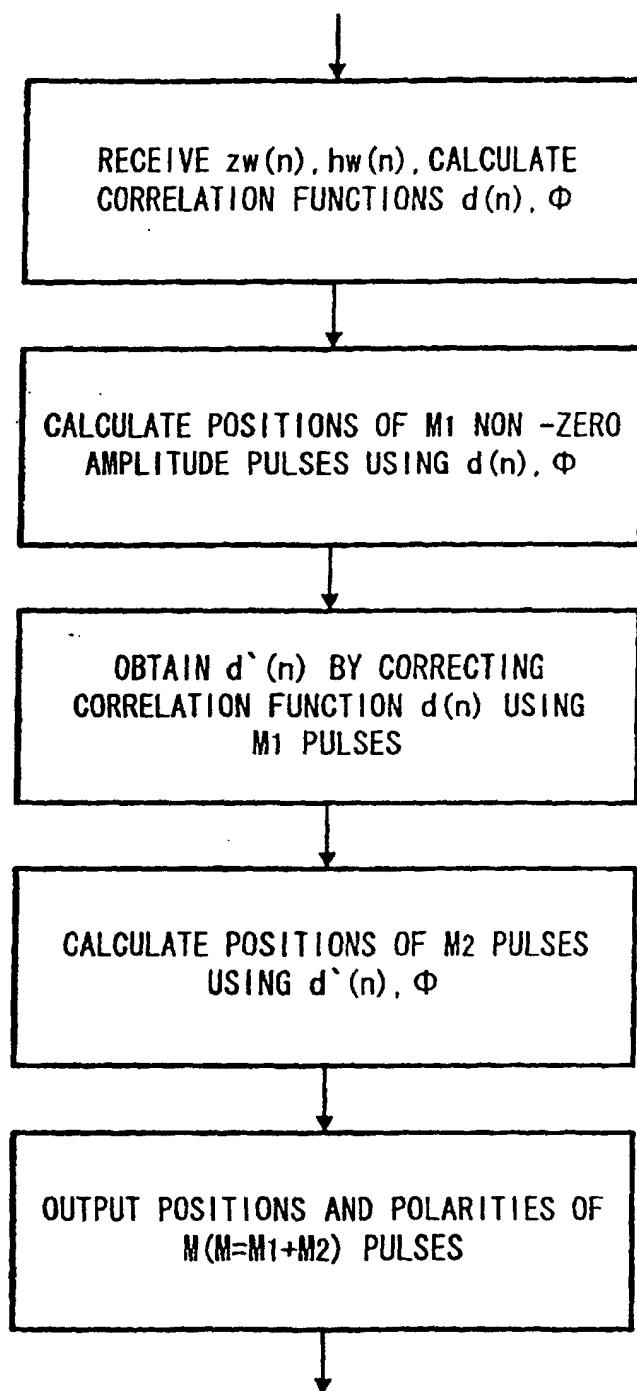 RECEIVE zw(n), hw(n), CALCULATE
CORRELATION FUNCTIONS d(n), Φ
CALCULATE POSITIONS OF M1 NON -ZERO
AMPLITUDE PULSES USING d(n), Φ
OBTAIN d`(n) BY CORRECTING
CORRELATION FUNCTION d(n) USING
M1 PULSES
CALCULATE POSITIONS OF M2 PULSES
USING d`(n), Φ
OUTPUT POSITIONS AND POLARITIES OF
M(M=M1+M2) PULSES